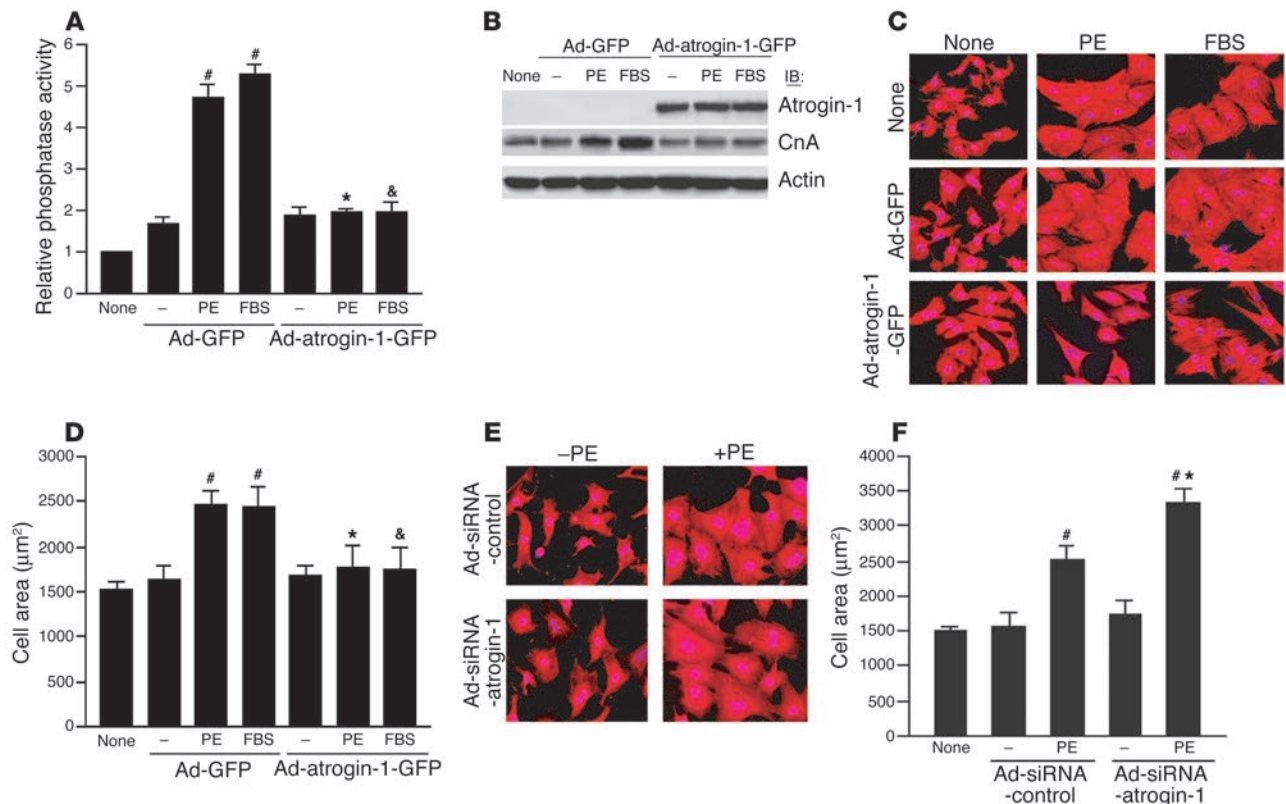 A
Relative phosphatase activity
6
5
4
3
2
1
0
# #
* &
None – PE FBS – PE FBS
Ad-GFP Ad-atrogin-1-GFP
B
Ad-GFP Ad-atrogin-1-GFP
None – PE FBS – PE FBS IB:
Atrogin-1
CnA
Actin
C
None PE FBS
None
Ad-GFP
Ad-atrogin-1
-GFP
D
Cell area (µm²)
3000
2500
2000
1500
1000
500
0
# #
* &
None – PE FBS – PE FBS
Ad-GFP Ad-atrogin-1-GFP
E
–PE +PE
Ad-siRNA
-control
Ad-siRNA
-atrogin-1
F
Cell area (µm²)
4000
3500
3000
2500
2000
1500
1000
500
0
# *
#
None – PE – PE
Ad-siRNA
-control
Ad-siRNA
-atrogin-1